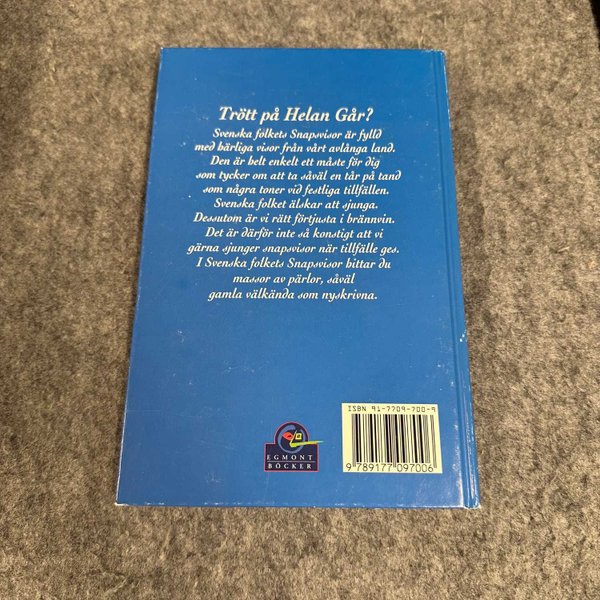 Trött på Helan Går?
Svenska folkets Snapsvisor är fylld
med härliga visor från vårt avlånga land.
Den är helt enkelt ett måste för dig
som tycker om att ta såväl en tår på tand
som några toner vid festliga tillfällen.
Svenska folket älskar att sjunga.
Dessutom är vi rätt förtjusta i brännvin.
Det är därför inte så konstigt att vi
gärna sjunger snapsvisor när tillfälle ges.
I Svenska folkets Snapsvisor hittar du
massor av pärlor, såväl
gamla välkända som nyskrivna.
ISBN 91-7709-700-9
9 789177 097006
EGMONT
BÖCKER